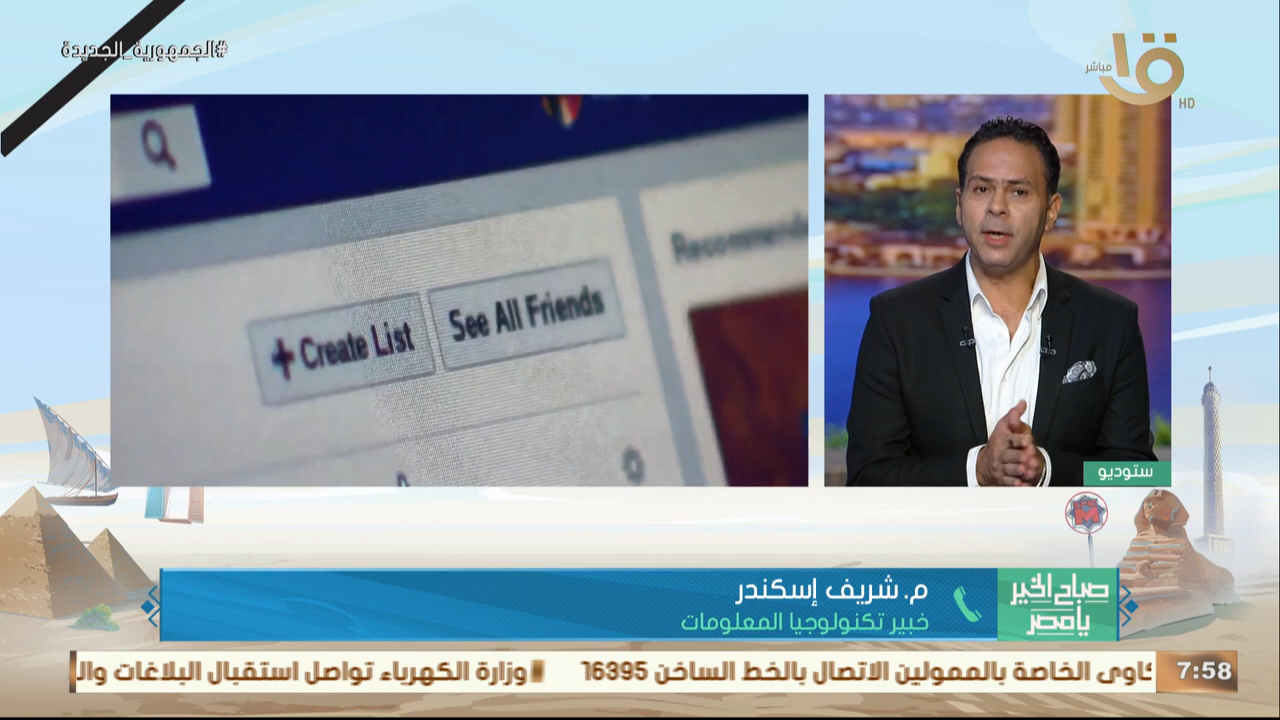 #الجمهورية_الجديدة
مباشر
HD
+ Create List
See All Friends
ستوديو
م. شريف إسكندر
خبير تكنولوجيا المعلومات
صباح الخير
يا مصر
كاوى الخاصة بالممولين الاتصال بالخط الساخن 16395
وزارة الكهرباء تواصل استقبال البلاغات وال
7:58